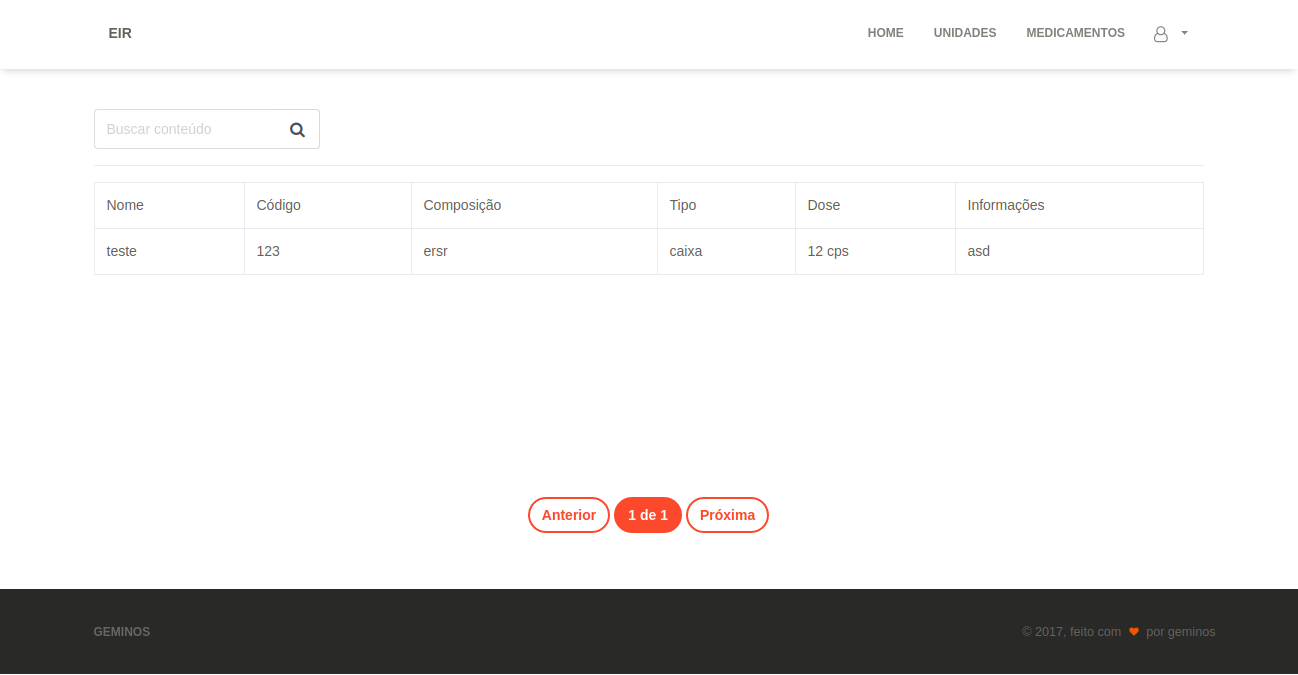 EIR HOME UNIDADES MEDICAMENTOS
Buscar conteúdo
Nome Código Composição Tipo Dose Informações
teste 123 ersr caixa 12 cps asd
Anterior 1 de 1 Próxima
GEMINOS © 2017, feito com por geminos